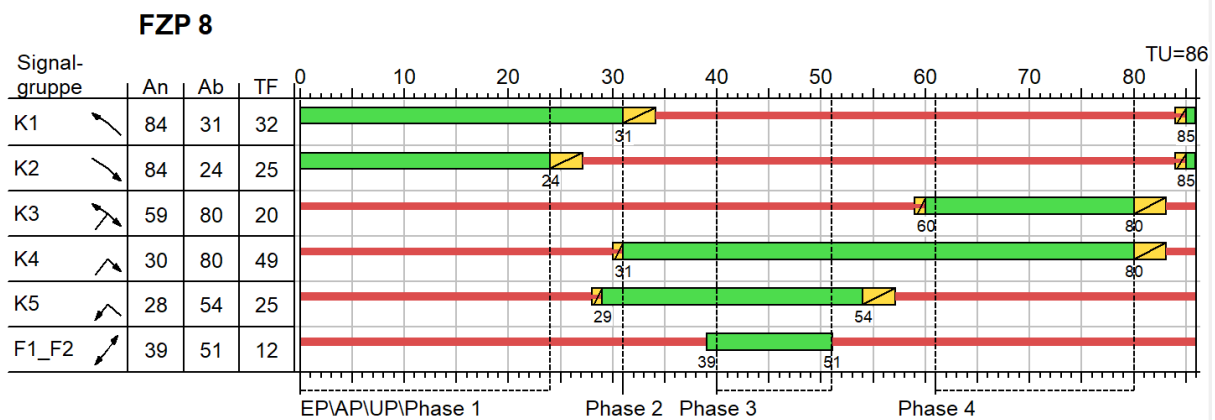 FZP 8
TU=86
Signal-
gruppe An Ab TF 0 10 20 30 40 50 60 70 80
K1 84 31 32
31 85
K2 84 24 25
24 85
K3 59 80 20
60 80
K4 30 80 49
31 80
K5 28 54 25
29 54
F1_F2 39 51 12
39 51
EP\AP\UP\Phase 1 Phase 2 Phase 3 Phase 4